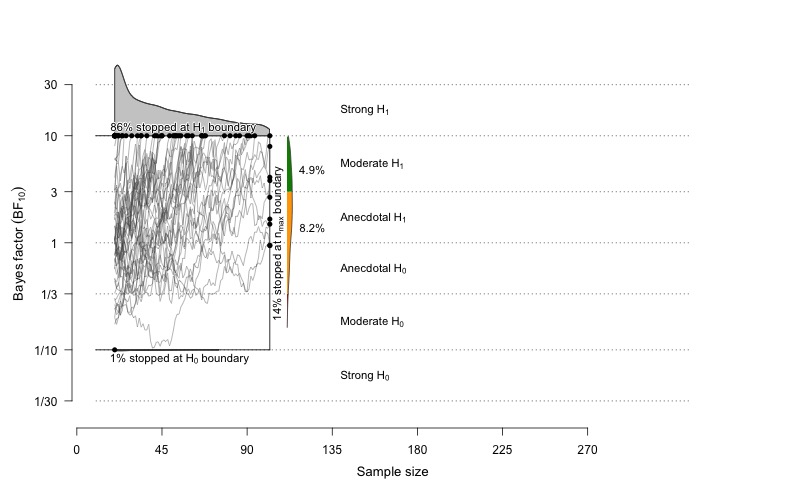 30
Strong H1
86% stopped at H1 boundary
10
4.9%
Moderate H1
3
14% stopped at nmax boundary
Anecdotal H1
8.2%
1
Anecdotal H0
1/3
Moderate H0
1/10
1% stopped at H0 boundary
Strong H0
1/30
Bayes factor (BF10)
0 45 90 135 180 225 270
Sample size